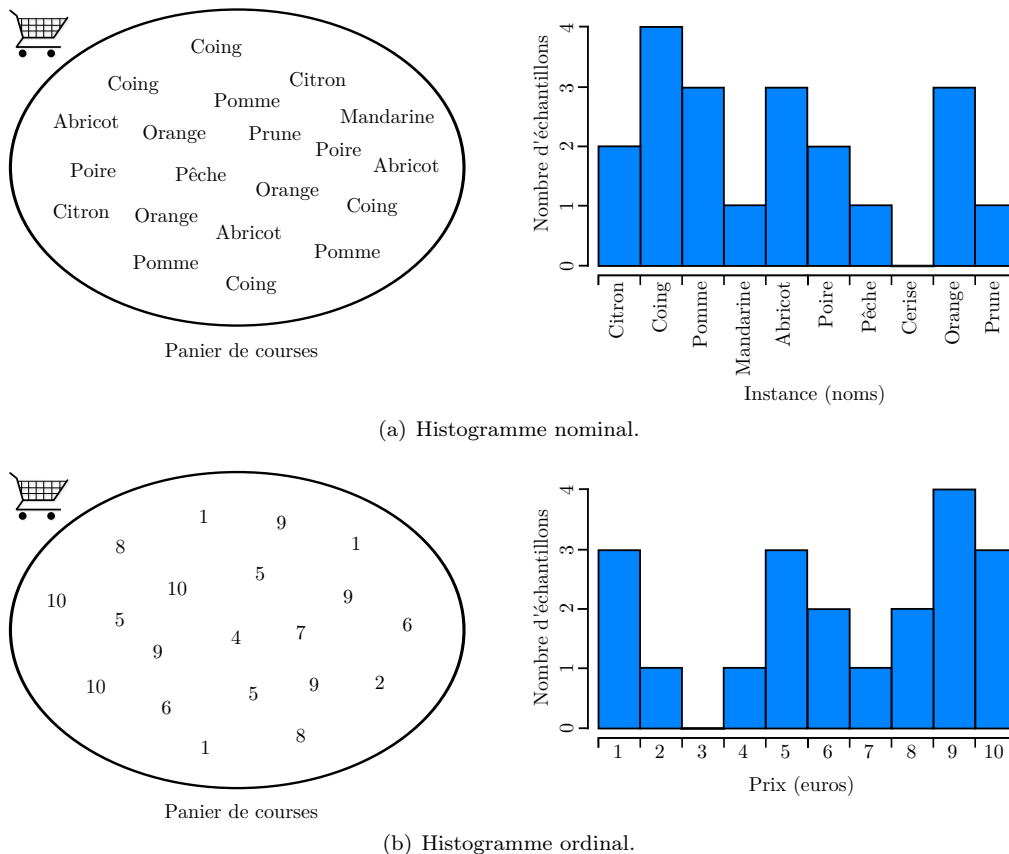 Coing
Coing
Citron
Pomme
Abricot
Mandarine
Orange
Prune
Poire
Abricot
Poire
Pêche
Orange
Citron
Orange
Coing
Abricot
Pomme
Pomme
Coing
Panier de courses
Nombre d'échantillons
0 1 2 3 4
Citron
Coing
Pomme
Mandarine
Abricot
Poire
Pêche
Cerise
Orange
Prune
Instance (noms)
(a) Histogramme nominal.
1
9
8
1
5
10
10
9
5
6
4
7
9
10
5
9
2
6
8
1
Panier de courses
Nombre d'échantillons
0 1 2 3 4
1 2 3 4 5 6 7 8 9 10
Prix (euros)
(b) Histogramme ordinal.